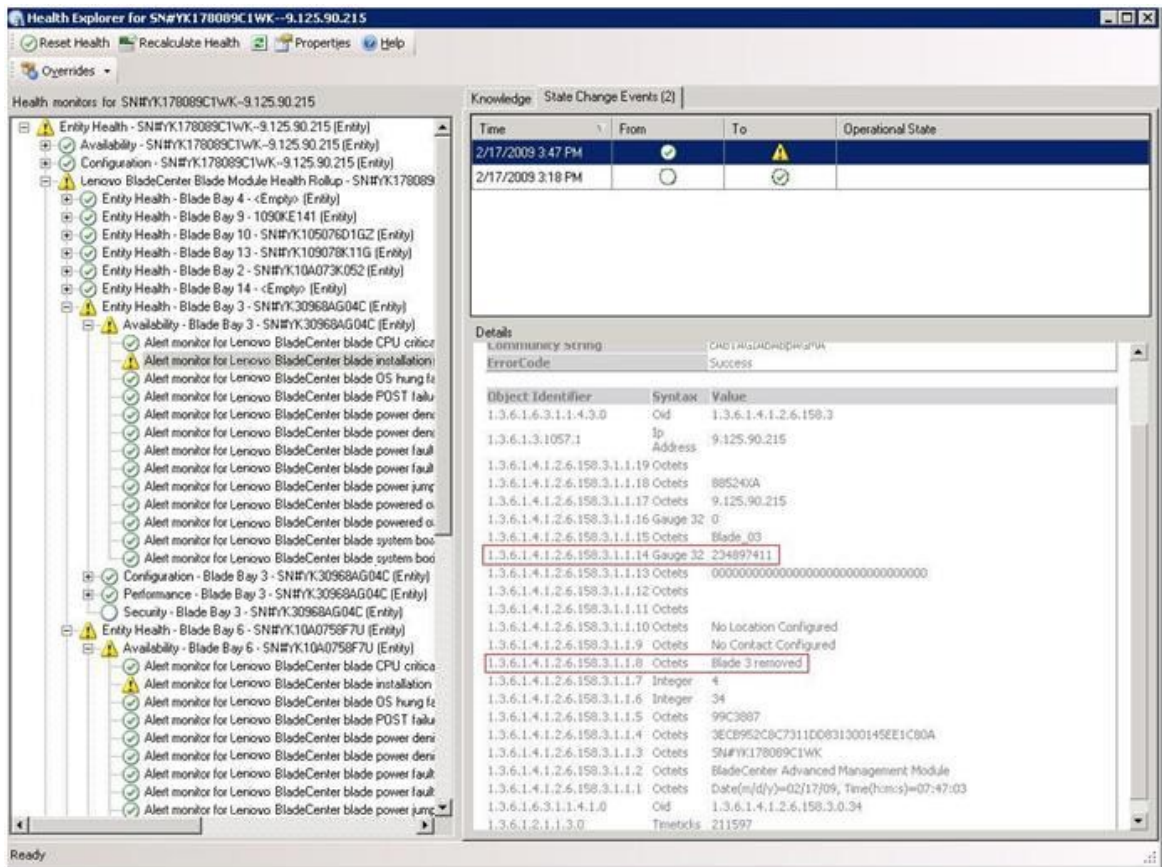 Health Explorer for SN#YK178089C1WK--9.125.90.215
Reset Health Recalculate Health Properties Help
Overrides
Health monitors for SN#YK178089C1WK--9.125.90.215
Entity Health - SN#YK178089C1WK--9.125.90.215 (Entity)
Availability - SN#YK178089C1WK--9.125.90.215 (Entity)
Configuration - SN#YK178089C1WK--9.125.90.215 (Entity)
Lenovo BladeCenter Blade Module Health Rollup - SN#YK178089
Entity Health - Blade Bay 4 - <Empty> (Entity)
Entity Health - Blade Bay 9 - 1090KE141 (Entity)
Entity Health - Blade Bay 10 - SN#YK105076D1GZ (Entity)
Entity Health - Blade Bay 13 - SN#YK109078K11G (Entity)
Entity Health - Blade Bay 2 - SN#YK10A073K052 (Entity)
Entity Health - Blade Bay 14 - <Empty> (Entity)
Entity Health - Blade Bay 3 - SN#YK30968AG04C (Entity)
Availability - Blade Bay 3 - SN#YK30968AG04C (Entity)
Alert monitor for Lenovo BladeCenter blade CPU critica
Alert monitor for Lenovo BladeCenter blade installation
Alert monitor for Lenovo BladeCenter blade OS hung fa
Alert monitor for Lenovo BladeCenter blade POST failu
Alert monitor for Lenovo BladeCenter blade power deni
Alert monitor for Lenovo BladeCenter blade power deni
Alert monitor for Lenovo BladeCenter blade power fault
Alert monitor for Lenovo BladeCenter blade power fault
Alert monitor for Lenovo BladeCenter blade power jump
Alert monitor for Lenovo BladeCenter blade powered o
Alert monitor for Lenovo BladeCenter blade powered o
Alert monitor for Lenovo BladeCenter blade system boa
Alert monitor for Lenovo BladeCenter blade system boo
Configuration - Blade Bay 3 - SN#YK30968AG04C (Entity)
Performance - Blade Bay 3 - SN#YK30968AG04C (Entity)
Security - Blade Bay 3 - SN#YK30968AG04C (Entity)
Entity Health - Blade Bay 6 - SN#YK10A0758F7U (Entity)
Availability - Blade Bay 6 - SN#YK10A0758F7U (Entity)
Alert monitor for Lenovo BladeCenter blade CPU critica
Alert monitor for Lenovo BladeCenter blade installation
Alert monitor for Lenovo BladeCenter blade OS hung fa
Alert monitor for Lenovo BladeCenter blade POST failu
Alert monitor for Lenovo BladeCenter blade power deni
Alert monitor for Lenovo BladeCenter blade power deni
Alert monitor for Lenovo BladeCenter blade power fault
Alert monitor for Lenovo BladeCenter blade power fault
Alert monitor for Lenovo BladeCenter blade power jump
Knowledge State Change Events (2)
Time From To Operational State
2/17/2009 3:47 PM
2/17/2009 3:18 PM
Details
Community String
ErrorCode Success
Object Identifier Syntax Value
1.3.6.1.6.3.1.1.4.3.0 Oid 1.3.6.1.4.1.2.6.158.3
1.3.6.1.3.1057.1 Ip Address 9.125.90.215
1.3.6.1.4.1.2.6.158.3.1.1.19 Octets
1.3.6.1.4.1.2.6.158.3.1.1.18 Octets 88524XA
1.3.6.1.4.1.2.6.158.3.1.1.17 Octets 9.125.90.215
1.3.6.1.4.1.2.6.158.3.1.1.16 Gauge 32 0
1.3.6.1.4.1.2.6.158.3.1.1.15 Octets Blade_03
1.3.6.1.4.1.2.6.158.3.1.1.14 Gauge 32 234897411
1.3.6.1.4.1.2.6.158.3.1.1.13 Octets 00000000000000000000000000000000
1.3.6.1.4.1.2.6.158.3.1.1.12 Octets
1.3.6.1.4.1.2.6.158.3.1.1.11 Octets
1.3.6.1.4.1.2.6.158.3.1.1.10 Octets No Location Configured
1.3.6.1.4.1.2.6.158.3.1.1.9 Octets No Contact Configured
1.3.6.1.4.1.2.6.158.3.1.1.8 Octets Blade 3 removed
1.3.6.1.4.1.2.6.158.3.1.1.7 Integer 4
1.3.6.1.4.1.2.6.158.3.1.1.6 Integer 34
1.3.6.1.4.1.2.6.158.3.1.1.5 Octets 99C3887
1.3.6.1.4.1.2.6.158.3.1.1.4 Octets 3ECB952C8C7311DD831300145EE1C80A
1.3.6.1.4.1.2.6.158.3.1.1.3 Octets SN#YK178089C1WK
1.3.6.1.4.1.2.6.158.3.1.1.2 Octets BladeCenter Advanced Management Module
1.3.6.1.4.1.2.6.158.3.1.1.1 Octets Date(m/d/y)=02/17/09, Time(h:m:s)=07:47:03
1.3.6.1.6.3.1.1.4.1.0 Oid 1.3.6.1.4.1.2.6.158.3.0.34
1.3.6.1.2.1.1.3.0 Timeticks 211597
Ready